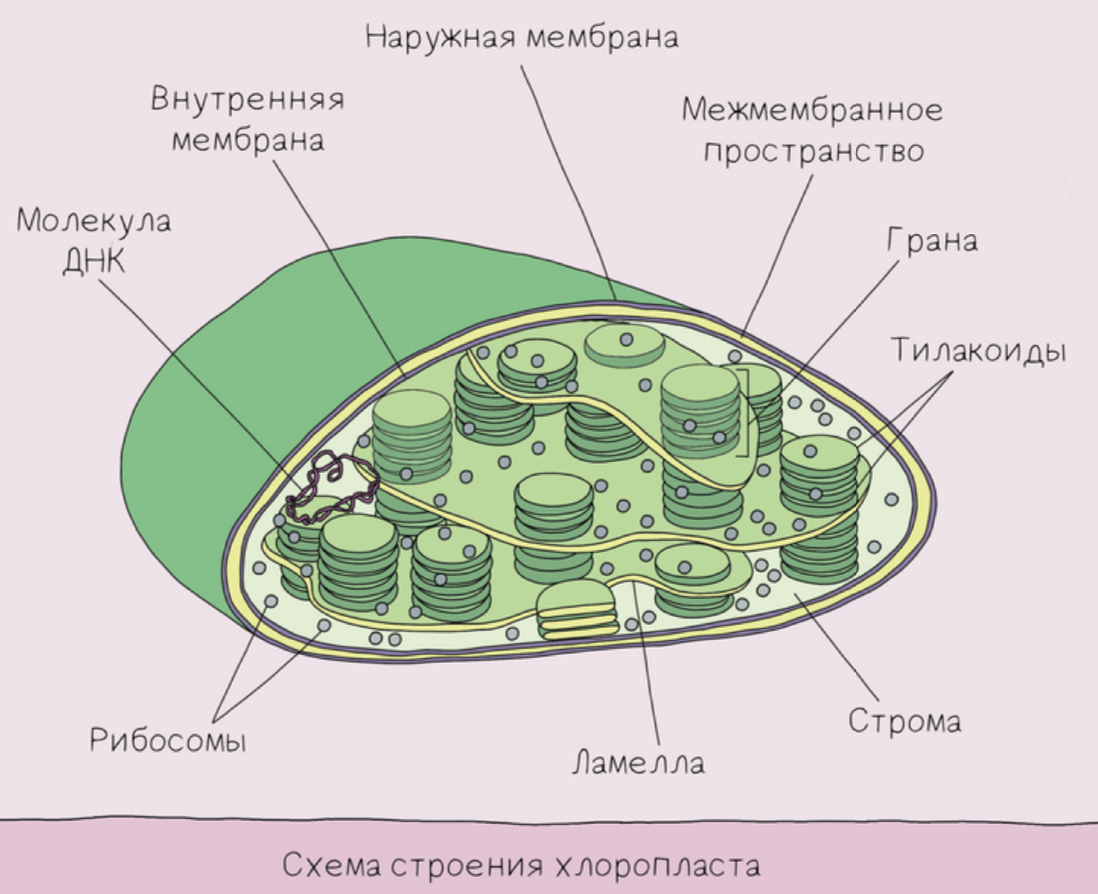 Наружная мембрана
Внутренняя
мембрана
Межмембранное
пространство
Молекула
ДНК
Грана
Тилакоиды
Рибосомы
Ламелла
Строма
Схема строения хлоропласта